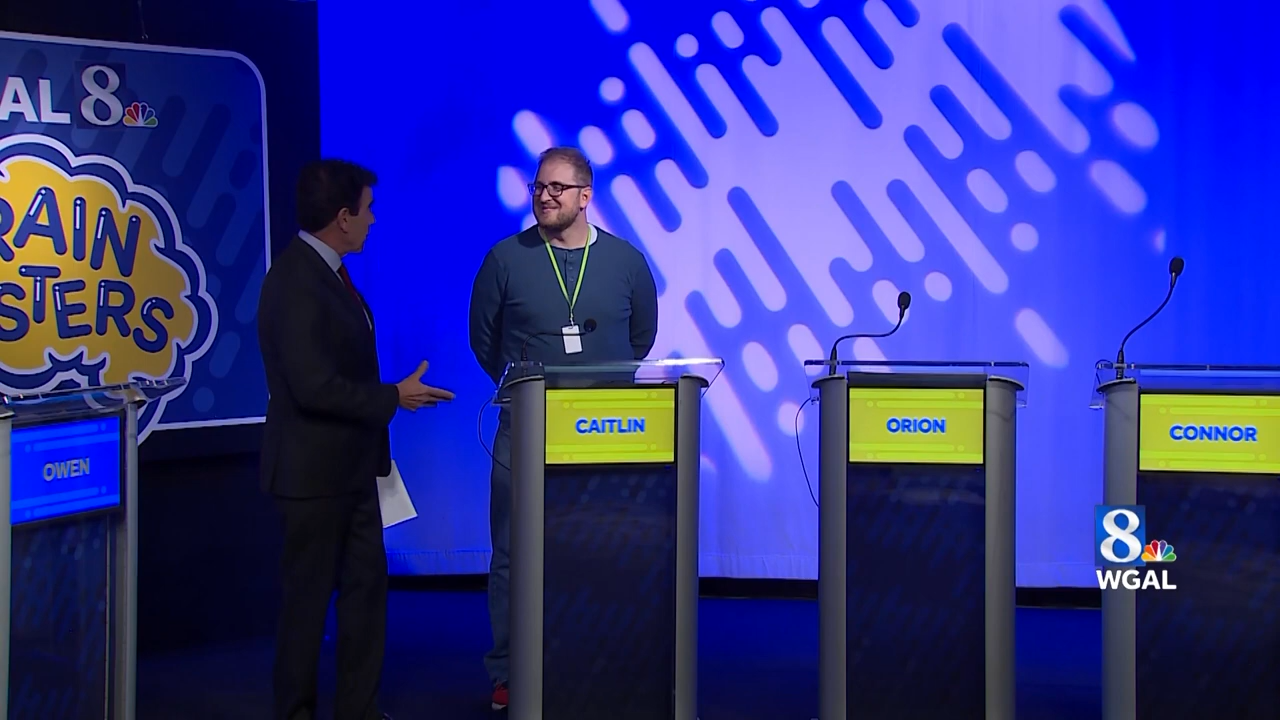 AL 8
RAIN
STERS
OWEN
CAITLIN
ORION
CONNOR
8
WGAL